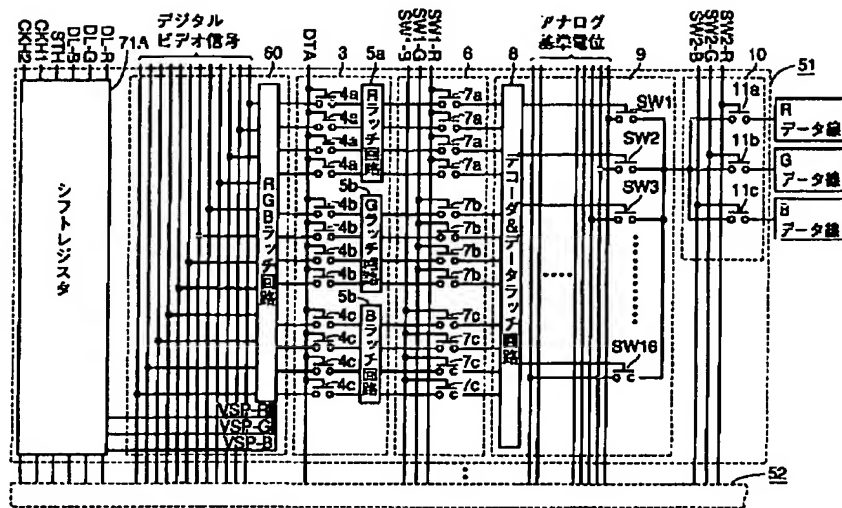 CKH2
CKH1
STH
DL-B
DL-G
DL-R
71A
デジタル
ビデオ信号
60
DTA
3
5a
SW1-B
SW1-G
SW1-R
6
8
アナログ
基準電位
9
SW2-B
SW2-G
SW2-R
10
51
シフトレジスタ
RGBラッチ回路
4a
4a
4a
4a
Rラッチ回路
7a
7a
7a
7a
SW1
SW2
SW3
SW16
11a
11b
11c
R
データ線
G
データ線
B
データ線
5b
4b
4b
4b
4b
Gラッチ回路
7b
7b
7b
7b
5b
4c
4c
4c
4c
Bラッチ回路
7c
7c
7c
7c
デコーダ&データラッチ回路
VSP-R
VSP-G
VSP-B
52